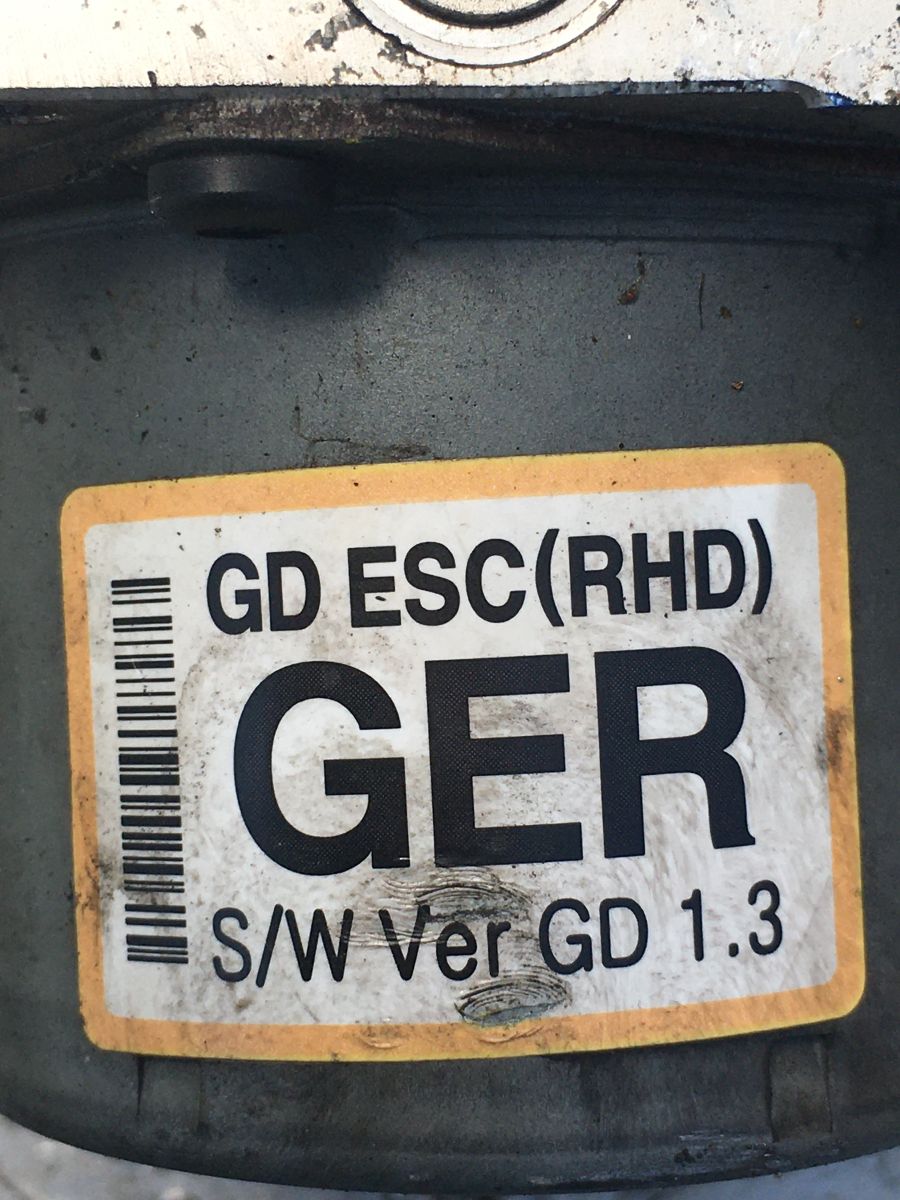 GD ESC(RHD)
GER
S/W Ver GD 1.3